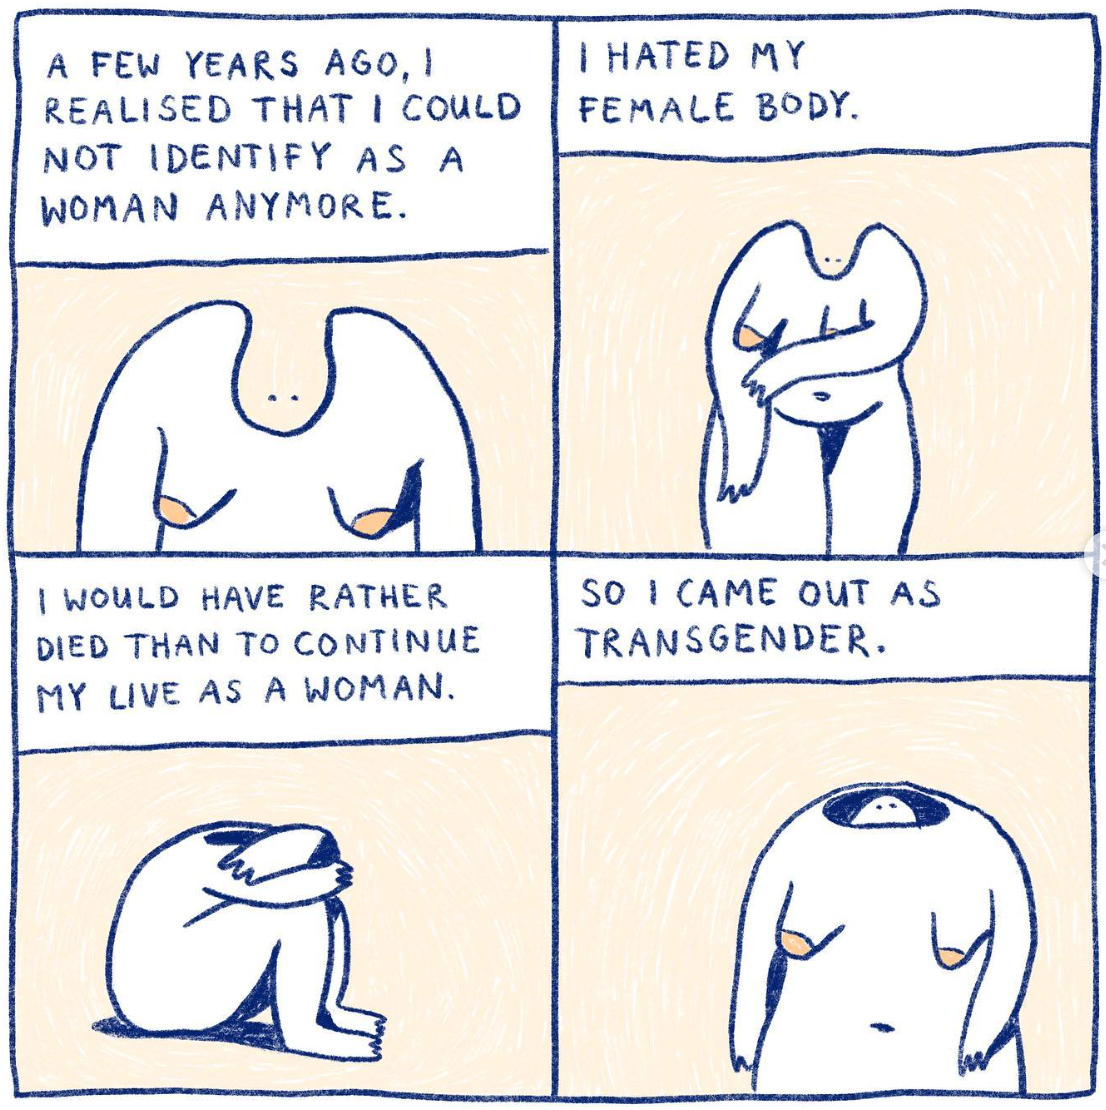 A FEW YEARS AGO, I
REALISED THAT I COULD
NOT IDENTIFY AS A
WOMAN ANYMORE.
I HATED MY
FEMALE BODY.
I WOULD HAVE RATHER
DIED THAN TO CONTINUE
MY LIVE AS A WOMAN.
SO I CAME OUT AS
TRANSGENDER.